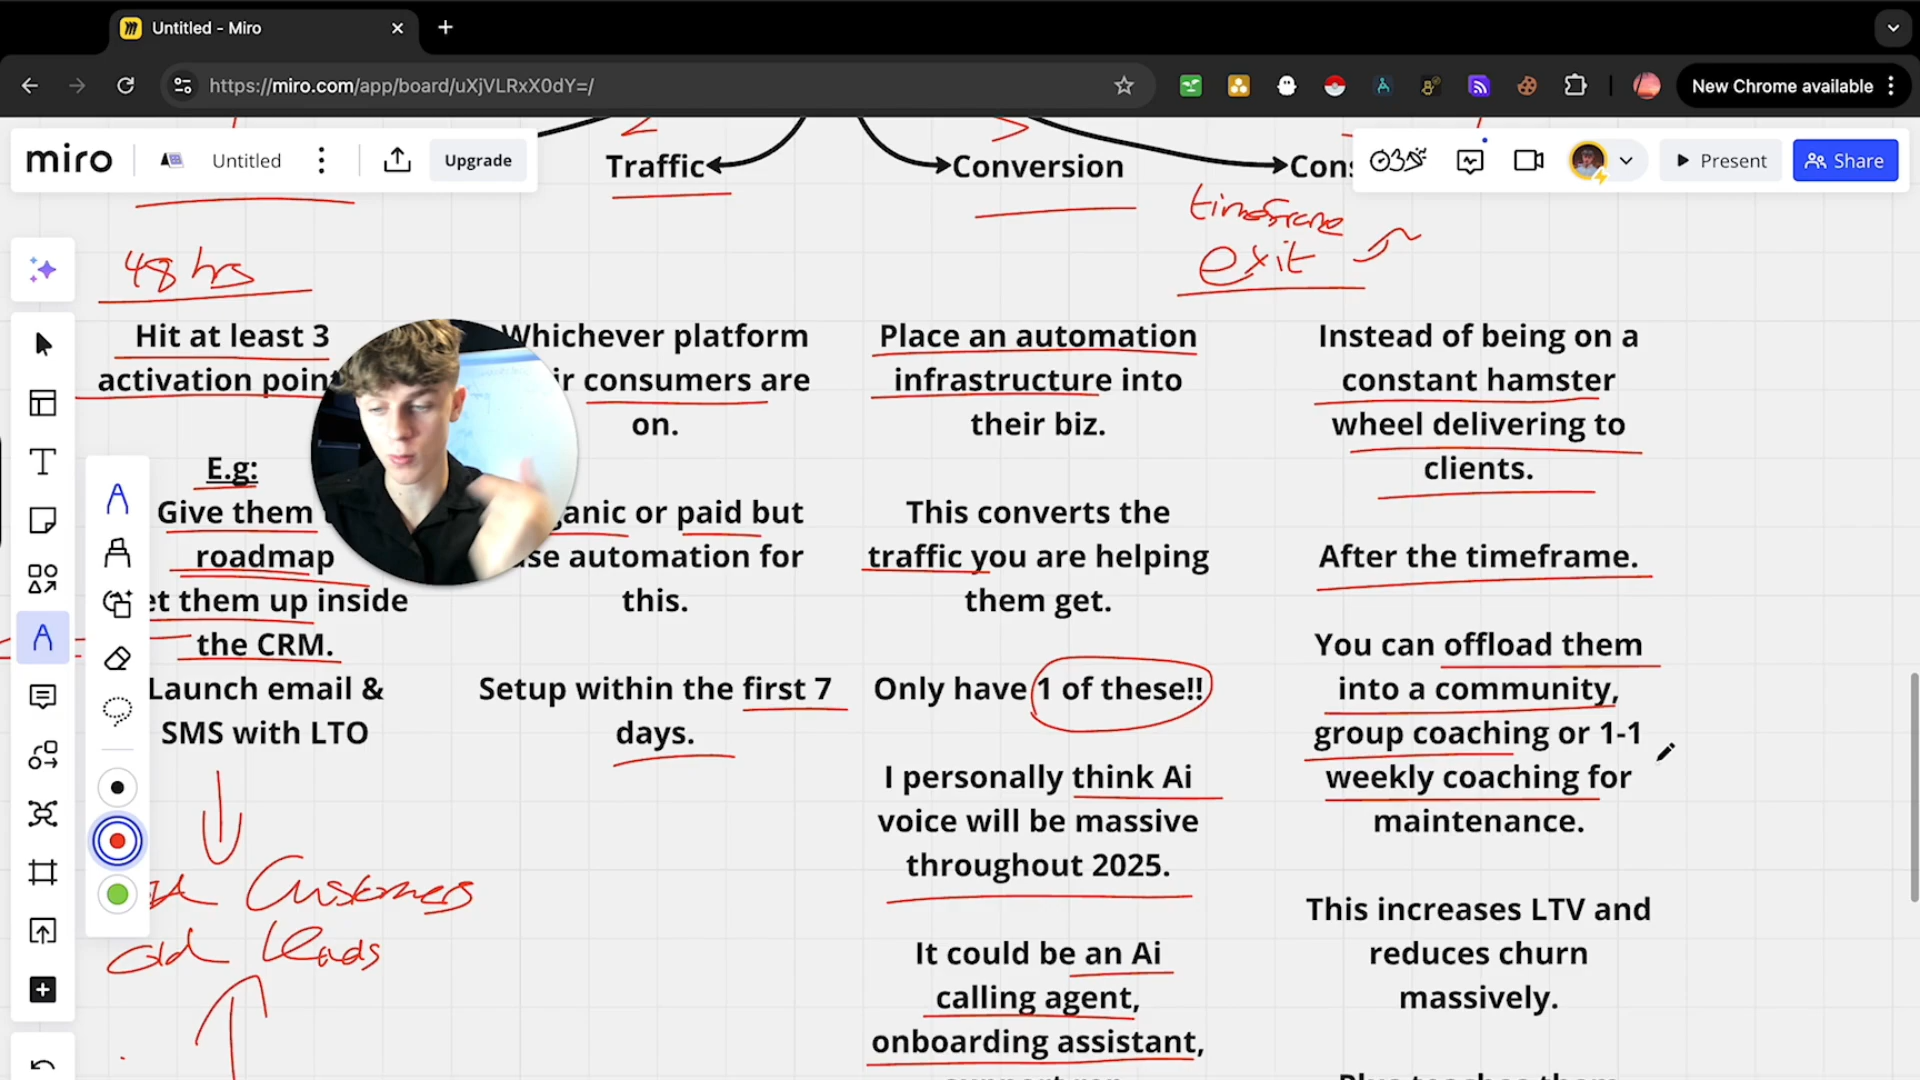 Untitled - Miro
https://miro.com/app/board/uXjVLRxX0dY=/
New Chrome available
miro
Untitled
Upgrade
Present
Share
Traffic
Conversion
timeframe
exit
48 hrs
Hit at least 3
activation
E.g:
Give them
roadmap
them up inside
the CRM.
Launch email &
SMS with LTO
Customers
old leads
Whichever platform
consumers are
on.
or paid but
automation for
this.
Setup within the first 7
days.
Place an automation
infrastructure into
their biz.
This converts the
traffic you are helping
them get.
Only have 1 of these!!
I personally think Ai
voice will be massive
throughout 2025.
It could be an Ai
calling agent,
onboarding assistant,
Instead of being on a
constant hamster
wheel delivering to
clients.
After the timeframe.
You can offload them
into a community,
group coaching or 1-1
weekly coaching for
maintenance.
This increases LTV and
reduces churn
massively.